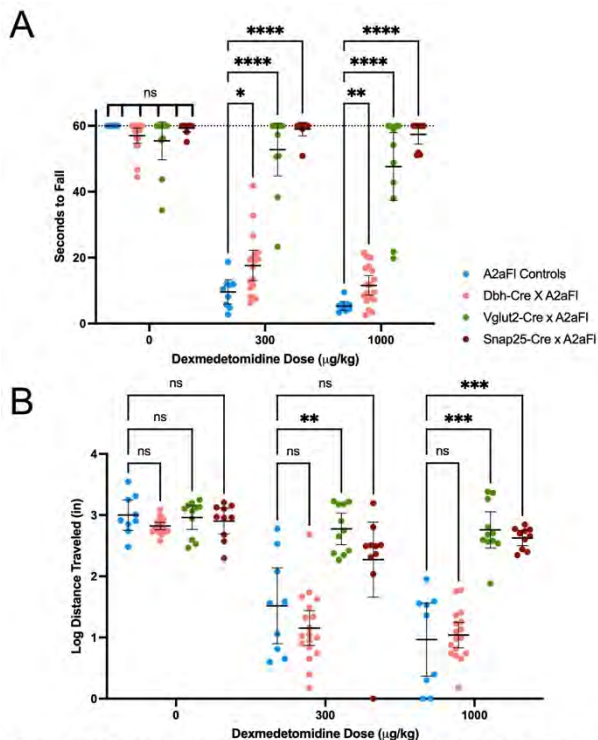 A
****
****
****
****
ns
*
**
60
40
20
0
Seconds to Fall
0
300
1000
Dexmedetomidine Dose (μg/kg)
A2aFl Controls
Dbh-Cre X A2aFl
Vglut2-Cre x A2aFl
Snap25-Cre x A2aFl
B
ns
ns
***
ns
**
***
ns
ns
ns
4
3
2
1
0
Log Distance Traveled (in)
0
300
1000
Dexmedetomidine Dose (μg/kg)